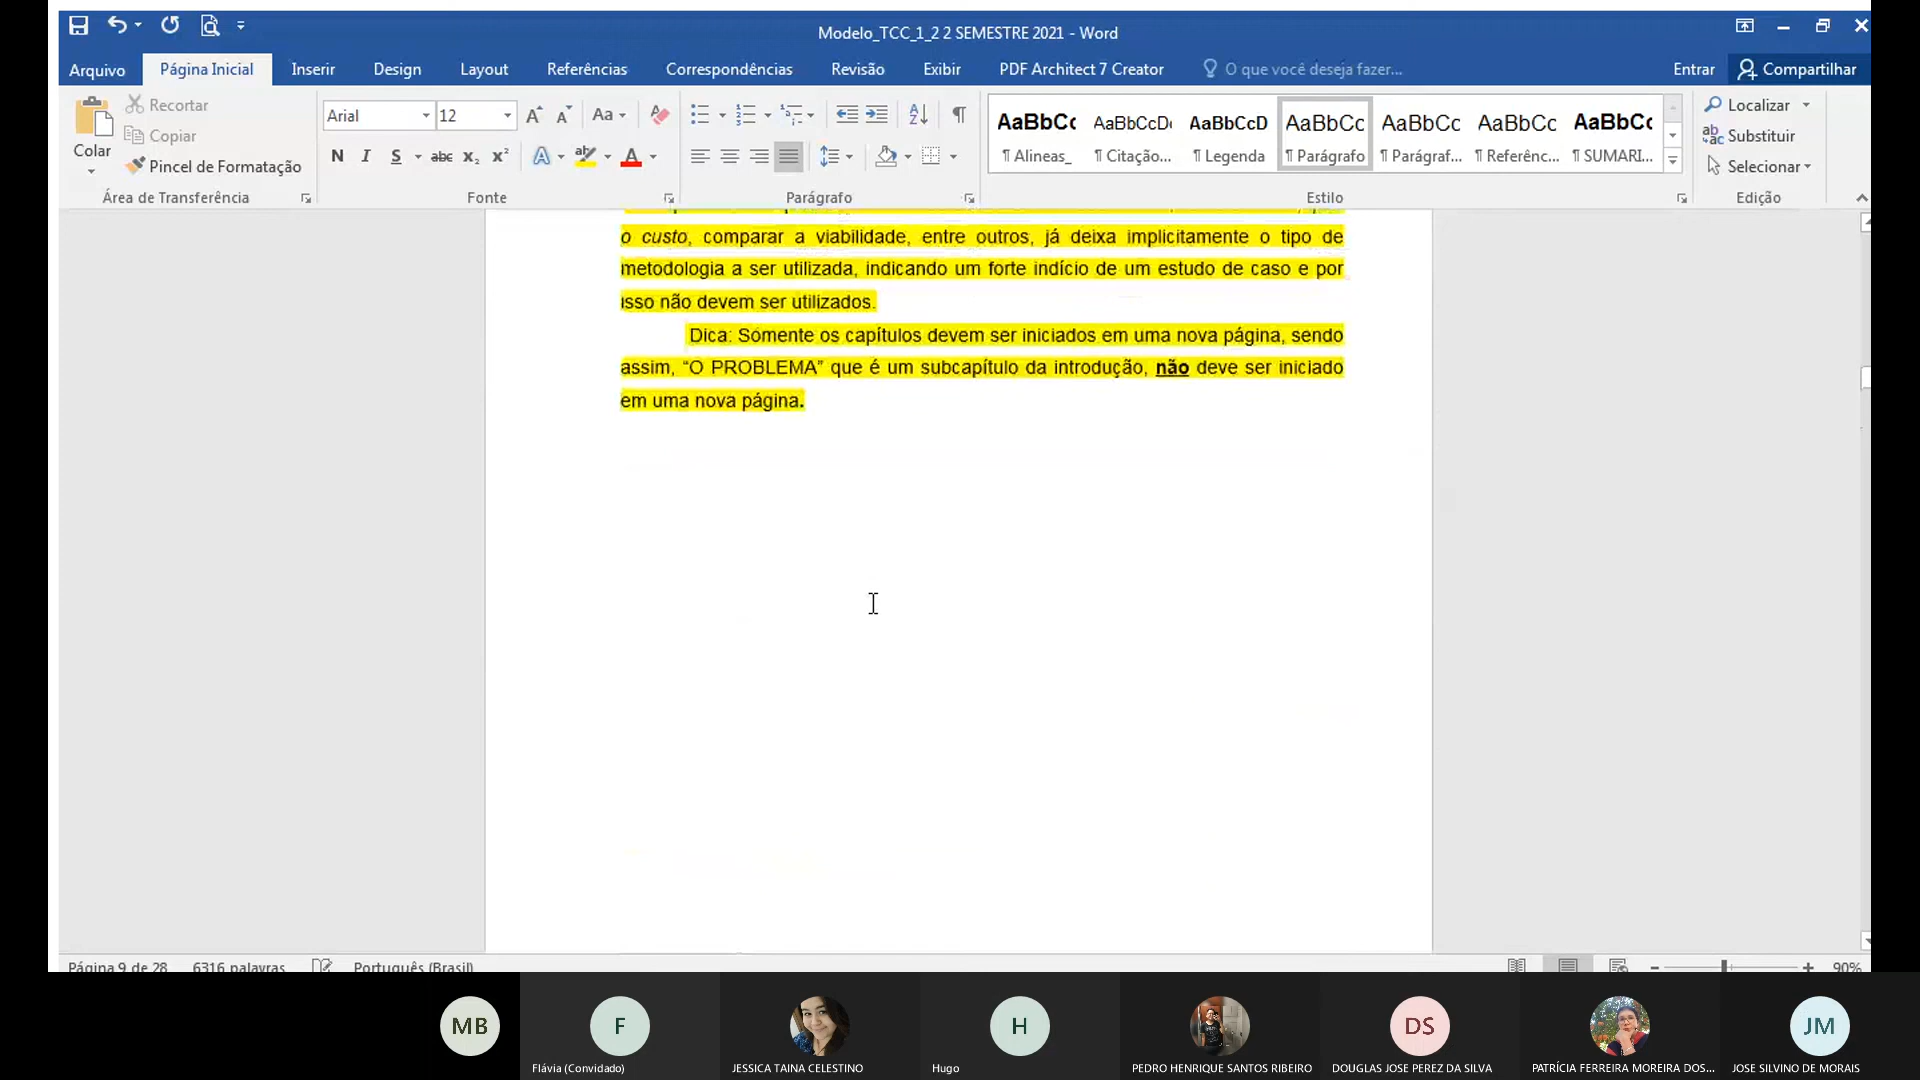 Modelo_TCC_1_2 2 SEMESTRE 2021 - Word
Arquivo Página Inicial Inserir Design Layout Referências Correspondências Revisão Exibir PDF Architect 7 Creator O que você deseja fazer... Entrar Compartilhar
Colar
Recortar
Copiar
Pincel de Formatação
Área de Transferência
Arial 12
Aa
N I S abc x₂ x²
Fonte
Parágrafo
AaBbCc AaBbCcD AaBbCcD AaBbCc AaBbCc AaBbCc AaBbCc
¶ Alineas_ ¶ Citação... ¶ Legenda ¶ Parágrafo ¶ Parágraf... ¶ Referênc... ¶ SUMARI...
Estilo
Localizar
Substituir
Selecionar
Edição
o custo, comparar a viabilidade, entre outros, já deixa implicitamente o tipo de
metodologia a ser utilizada, indicando um forte indício de um estudo de caso e por
isso não devem ser utilizados.
Dica: Somente os capítulos devem ser iniciados em uma nova página, sendo
assim, “O PROBLEMA” que é um subcapítulo da introdução, não deve ser iniciado
em uma nova página.
Página 9 de 28 6316 palavras Português (Brasil) 90%
MB F H DS JM
Flávia (Convidado) JESSICA TAINA CELESTINO Hugo PEDRO HENRIQUE SANTOS RIBEIRO DOUGLAS JOSE PEREZ DA SILVA PATRÍCIA FERREIRA MOREIRA DOS... JOSE SILVINO DE MORAIS